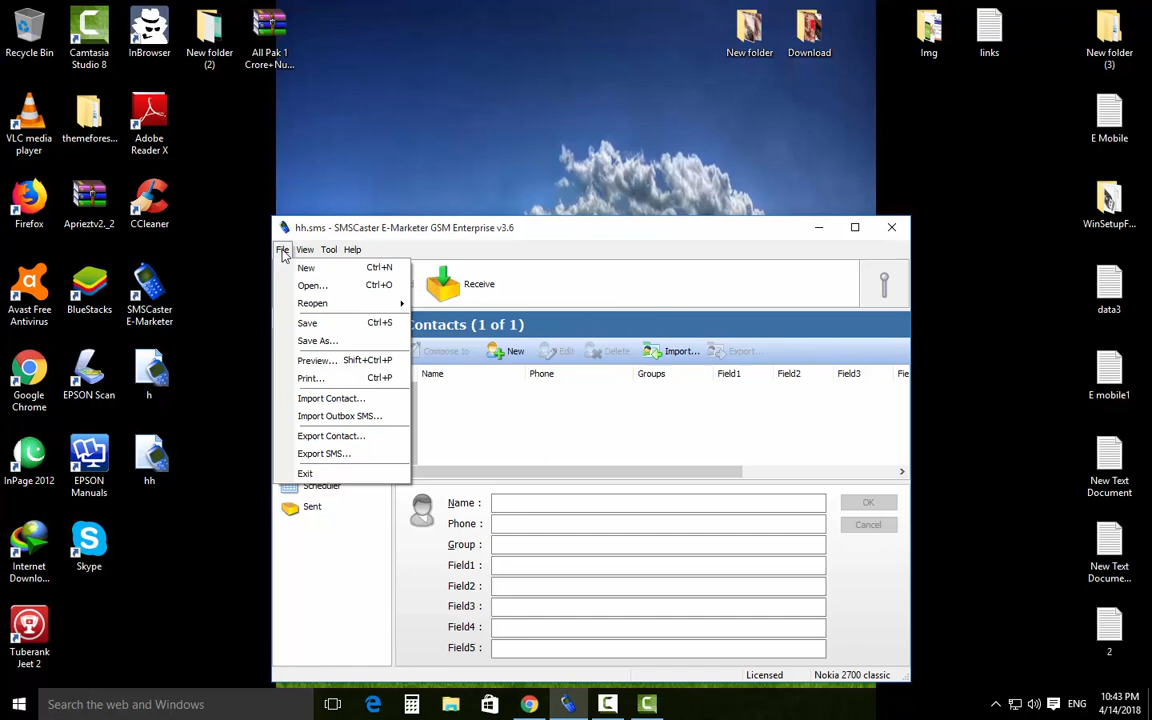 Recycle Bin
Camtasia Studio 8
InBrowser
New folder (2)
All Pak 1 Crore+Nu...
New folder
Download
Img
links
New folder (3)
VLC media player
themefores...
Adobe Reader X
E Mobile
Firefox
Aprieztv2._2
CCleaner
WinSetupF...
Avast Free Antivirus
BlueStacks
SMSCaster E-Marketer
data3
Google Chrome
EPSON Scan
h
E mobile1
InPage 2012
EPSON Manuals
hh
New Text Document
Internet Downlo...
Skype
New Text Docume...
Tuberank Jeet 2
2
hh.sms - SMSCaster E-Marketer GSM Enterprise v3.6
File View Tool Help
New Ctrl+N
Open... Ctrl+O
Reopen
Save Ctrl+S
Save As...
Preview... Shift+Ctrl+P
Print... Ctrl+P
Import Contact...
Import Outbox SMS...
Export Contact...
Export SMS...
Exit
Receive
Contacts (1 of 1)
Compose to New Edit Delete Import... Export...
Name Phone Groups Field1 Field2 Field3 Fie
Scheduler
Sent
Name :
Phone :
Group :
Field1 :
Field2 :
Field3 :
Field4 :
Field5 :
OK
Cancel
Licensed Nokia 2700 classic
Search the web and Windows
ENG
10:43 PM
4/14/2018